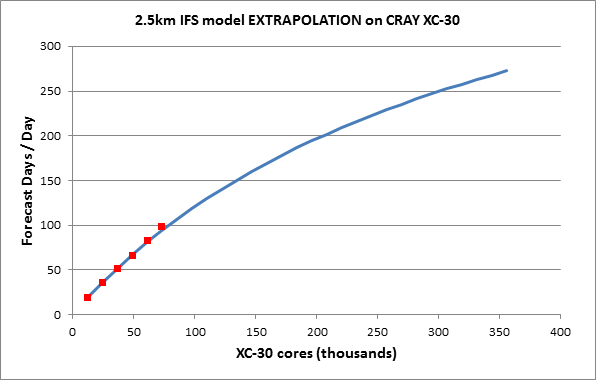 2.5km IFS model EXTRAPOLATION on CRAY XC-30
300
250
200
150
100
50
0
Forecast Days / Day
0 50 100 150 200 250 300 350 400
XC-30 cores (thousands)